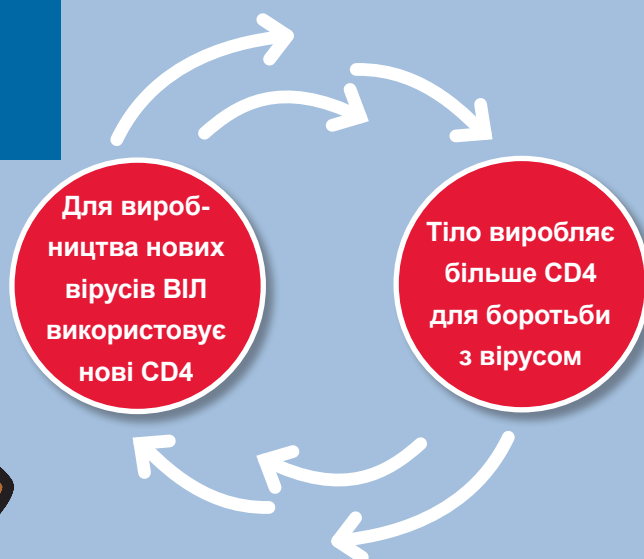 Для вироб-
ництва нових
вірусів ВІЛ
використовує
нові CD4
Тіло виробляє
більше CD4
для боротьби
з вірусом